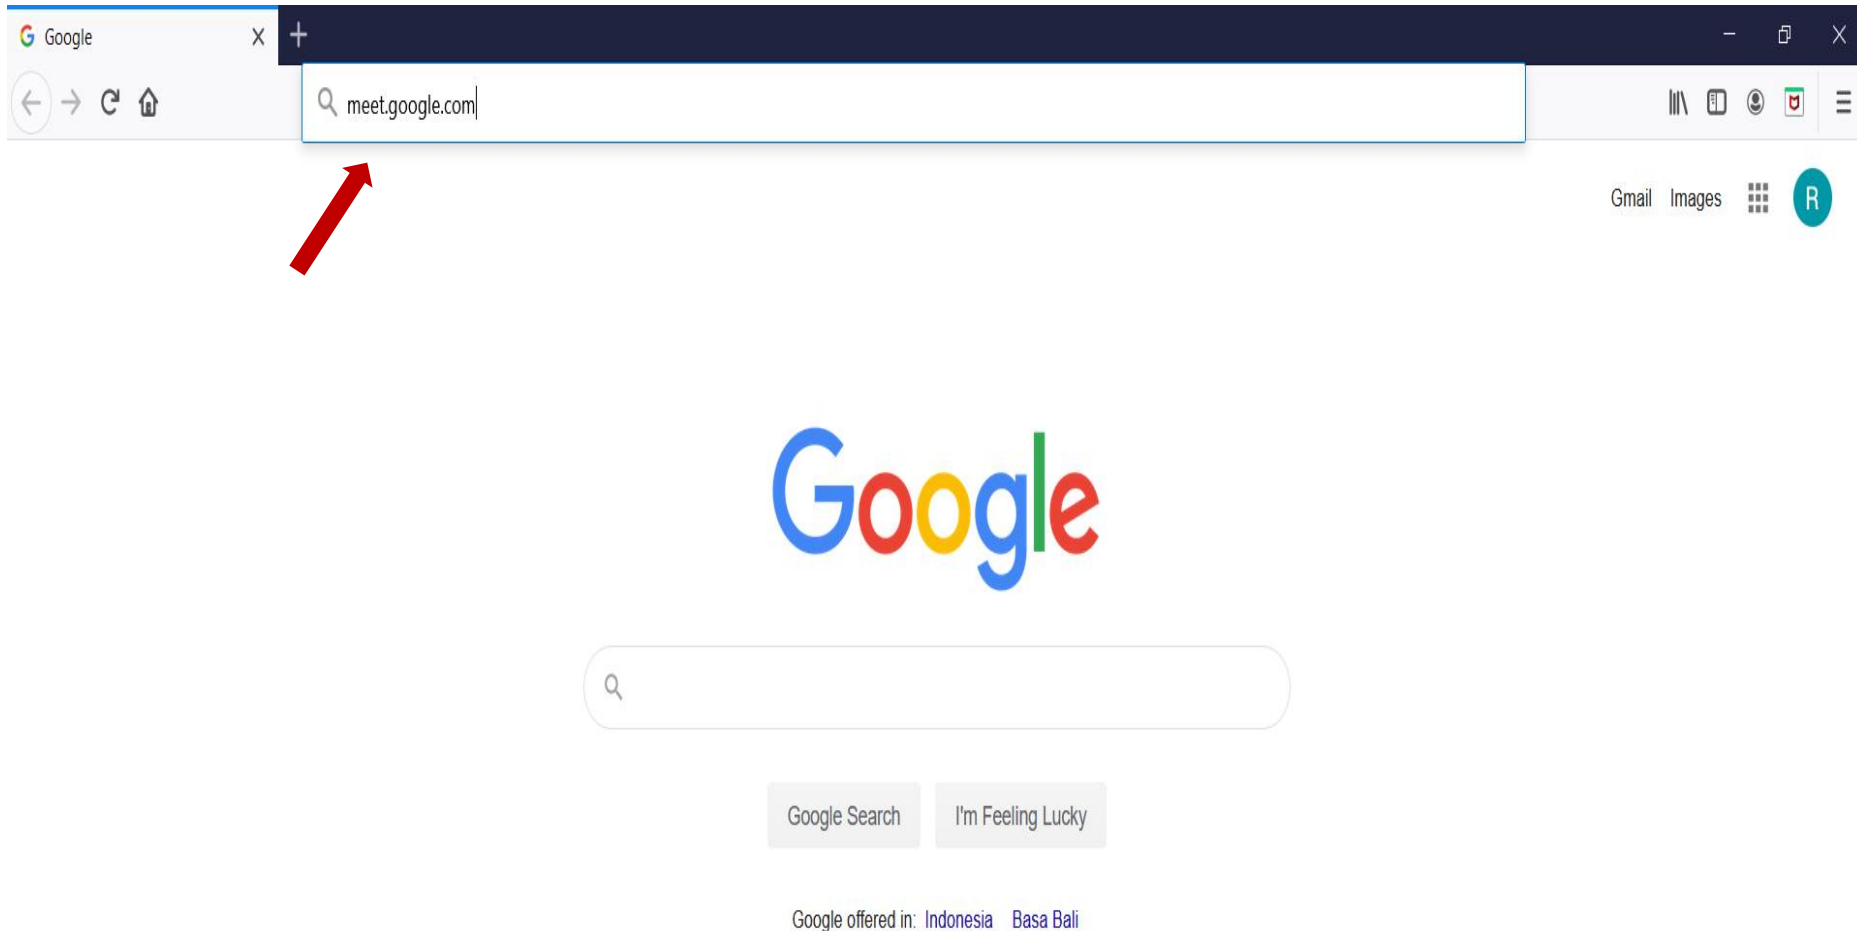 Google
meet.google.com
Gmail Images R
Google
Google Search I'm Feeling Lucky
Google offered in: Indonesia Basa Bali